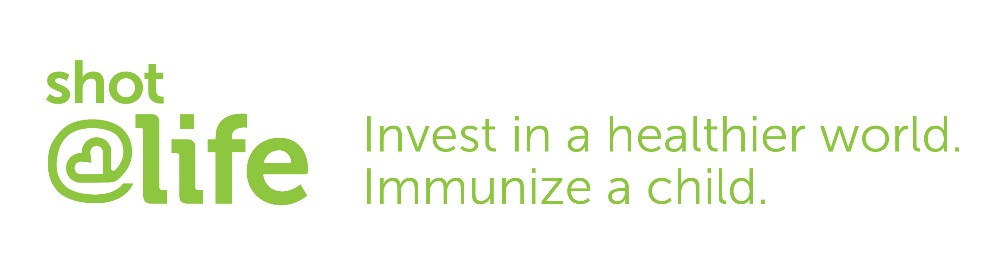 shot
@life
Invest in a healthier world.
Immunize a child.